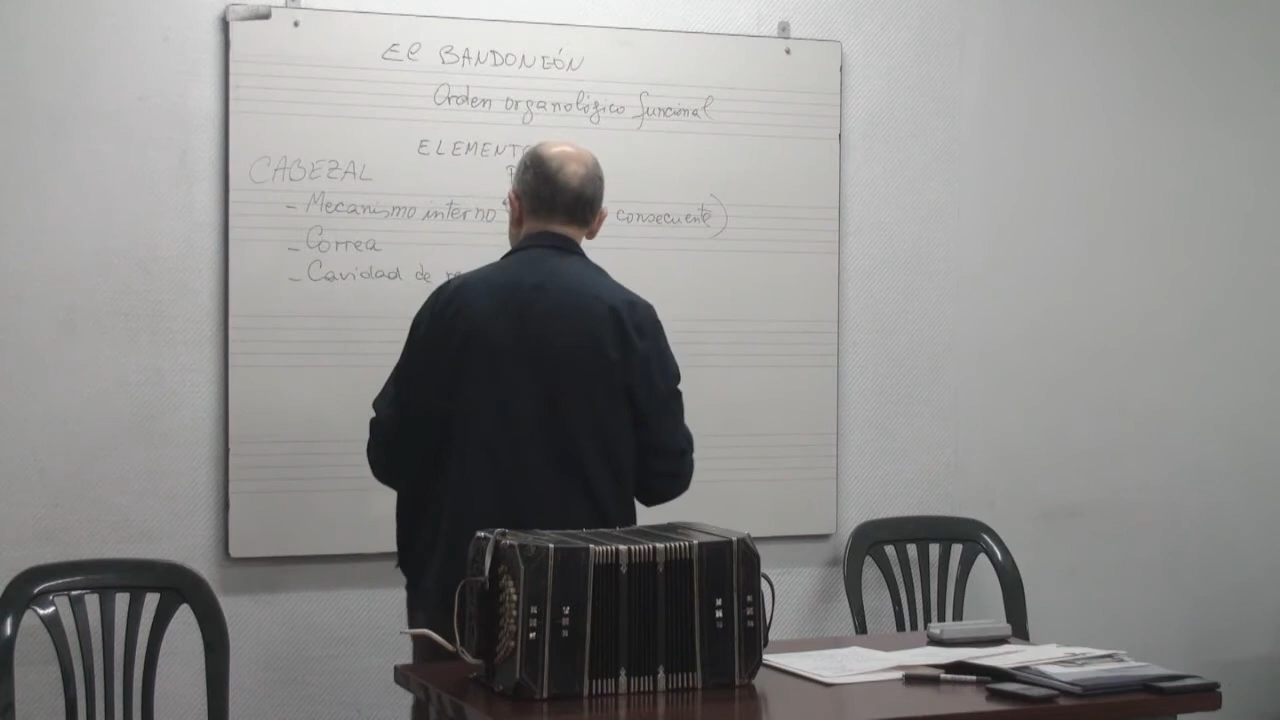 El BANDONEÓN
Orden organológico funcional
ELEMENTO
CABEZAL
- Mecanismo interno consecuente)
- Correa
- Cavidad de